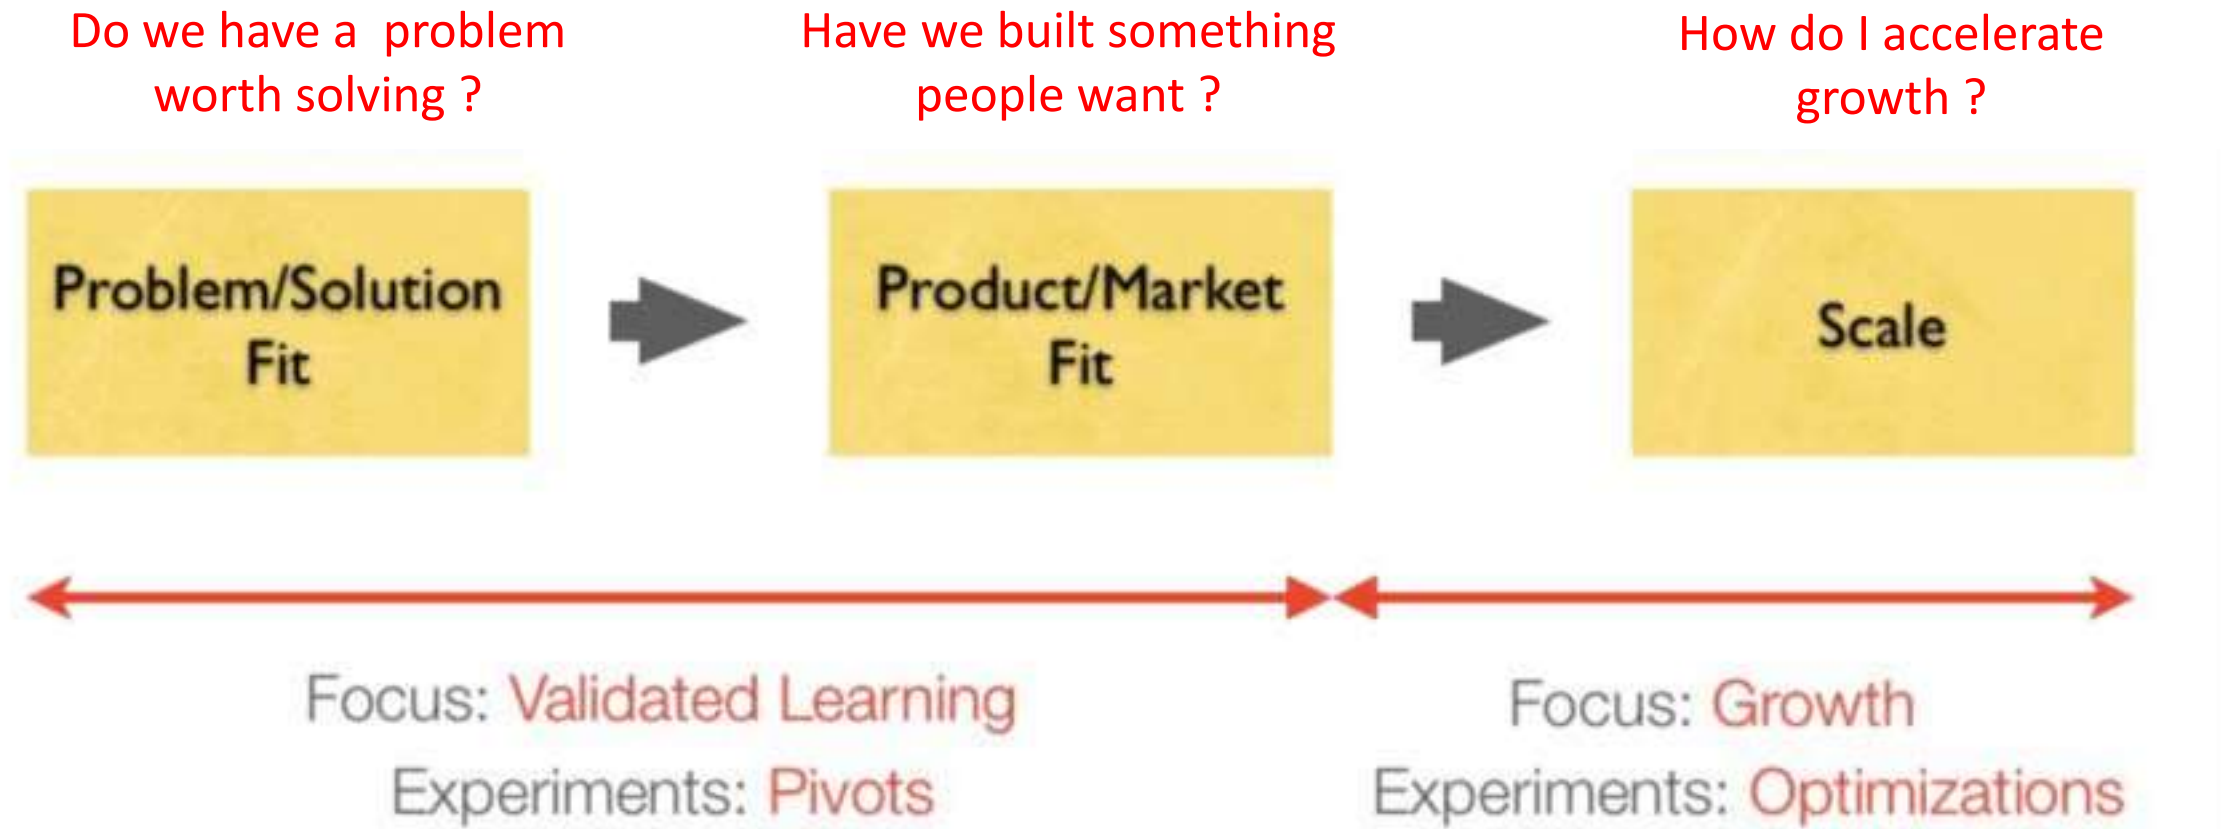 Do we have a problem
worth solving ?
Have we built something
people want ?
How do I accelerate
growth ?
Problem/Solution
Fit
Product/Market
Fit
Scale
Focus: Validated Learning
Experiments: Pivots
Focus: Growth
Experiments: Optimizations